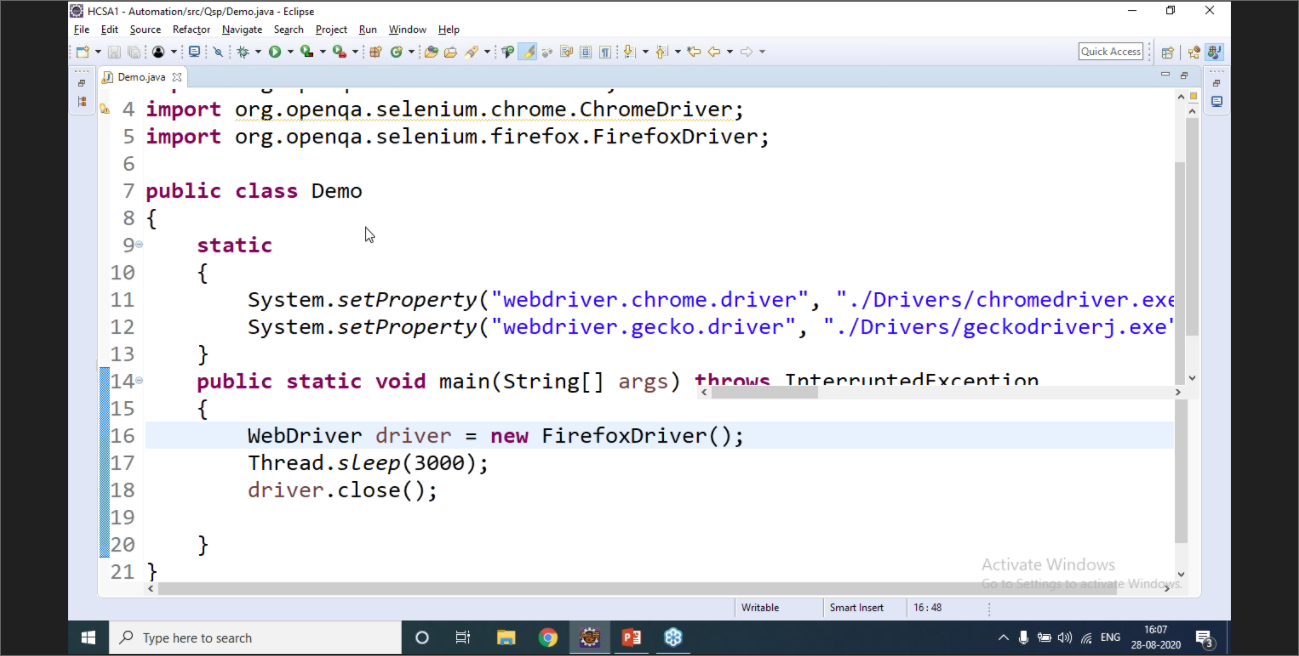 HCSA1 - Automation/src/Qsp/Demo.java - Eclipse
File Edit Source Refactor Navigate Search Project Run Window Help
Quick Access
Demo.java
4 import org.openqa.selenium.chrome.ChromeDriver;
5 import org.openqa.selenium.firefox.FirefoxDriver;
6
7 public class Demo
8 {
9 static
10 {
11 System.setProperty("webdriver.chrome.driver", "./Drivers/chromedriver.exe
12 System.setProperty("webdriver.gecko.driver", "./Drivers/geckodriverj.exe"
13 }
14 public static void main(String[] args) throws InterruptedException
15 {
16 WebDriver driver = new FirefoxDriver();
17 Thread.sleep(3000);
18 driver.close();
19
20 }
21 }
Activate Windows
Go to Settings to activate Windows.
Writable Smart Insert 16 : 48
Type here to search
ENG
16:07
28-08-2020
3